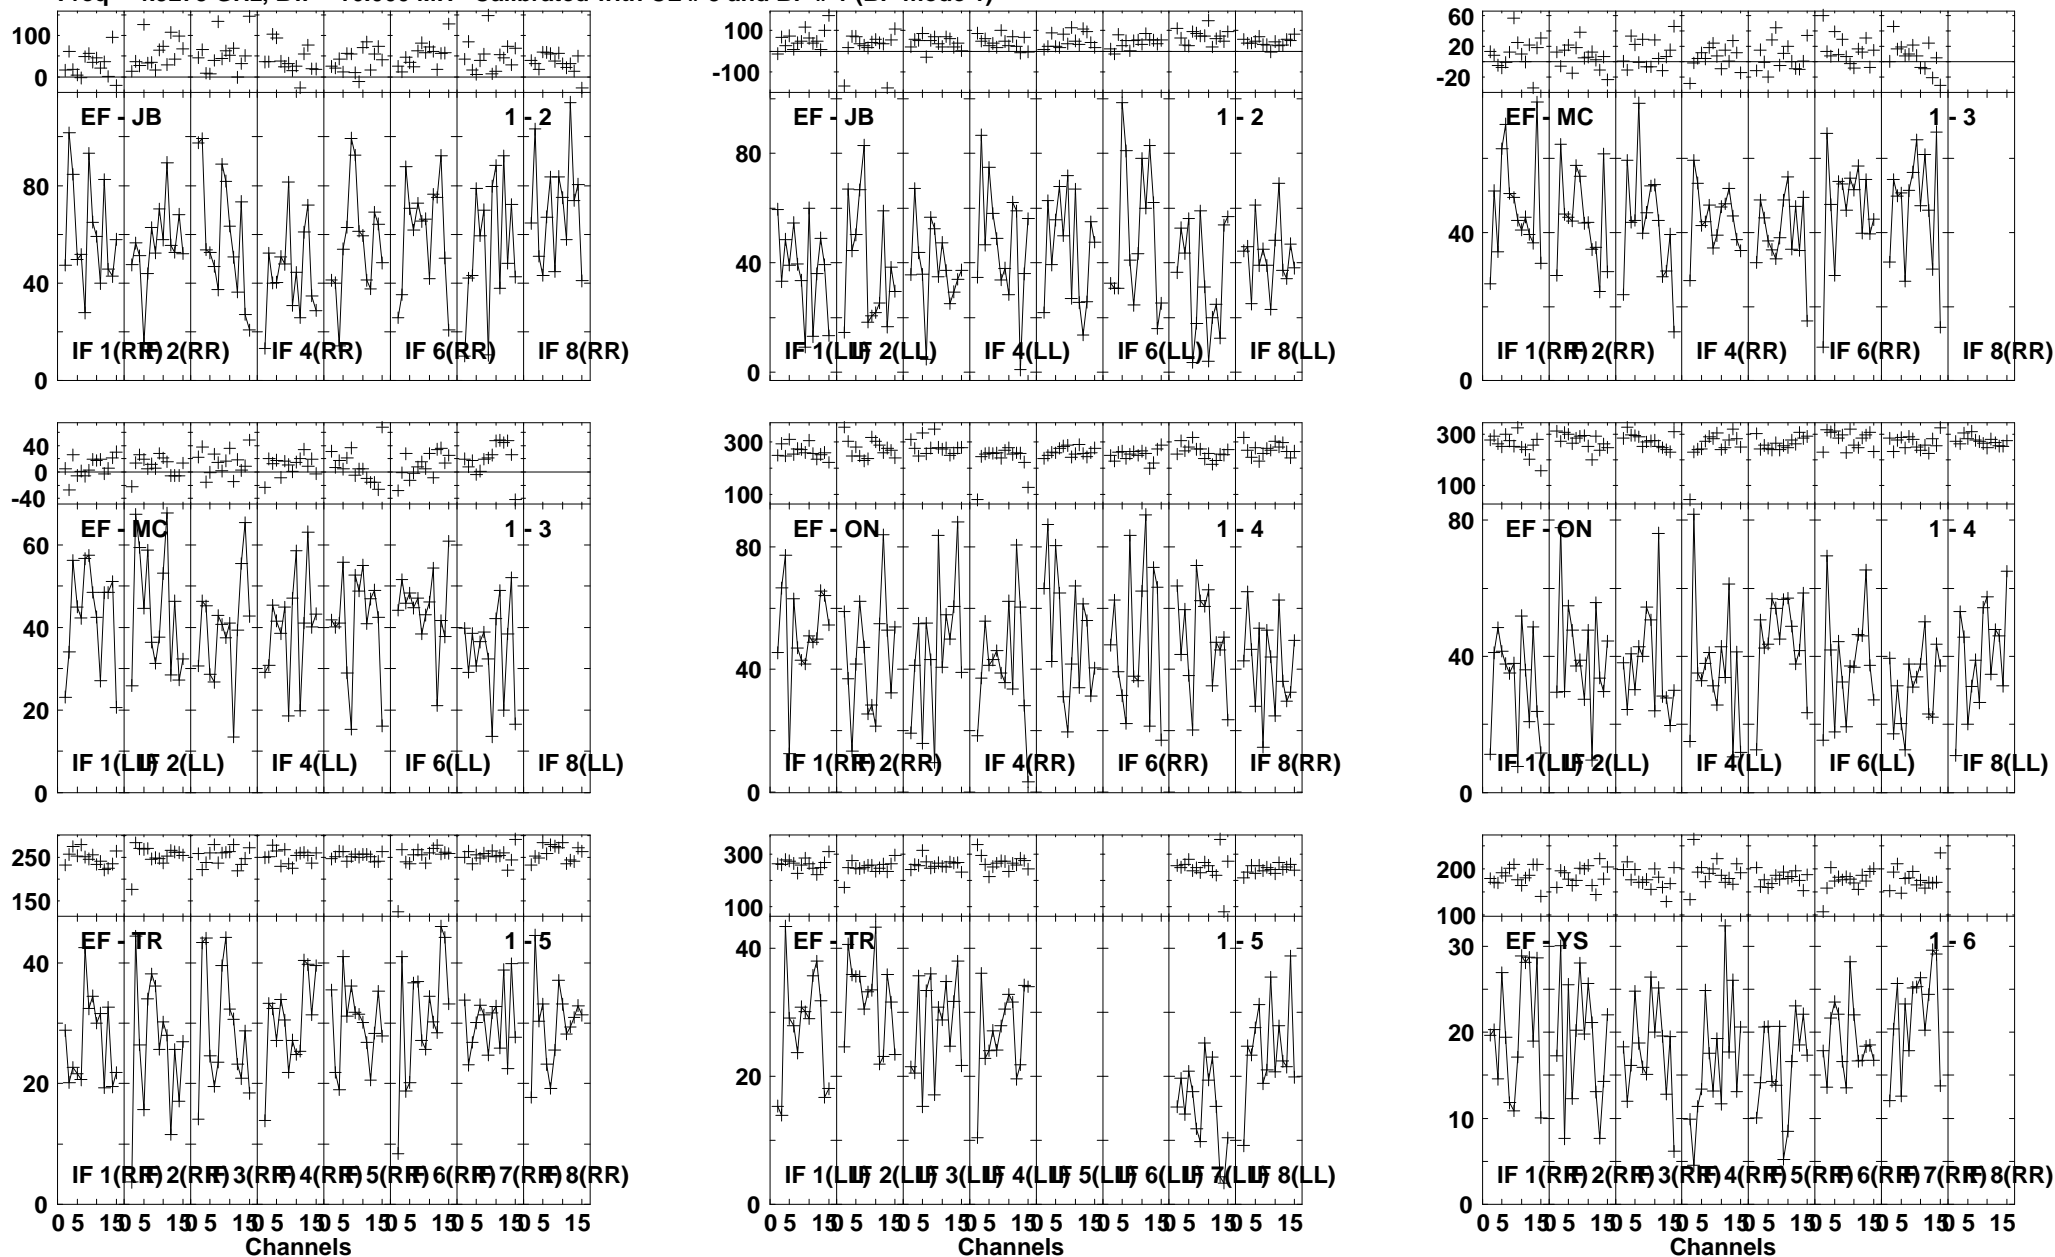 Freq = GHz, Bw = 16.000 MH Calibrated with CL # and BP # 1 (BP mode 1)
100
0
EF - JB 1 - 2
80
40
IF 1(RR) IF 2(RR) IF 4(RR) IF 6(RR) IF 8(RR)
0
100
-100
EF - JB 1 - 2
80
40
IF 1(LL) IF 2(LL) IF 4(LL) IF 6(LL) IF 8(LL)
0
60
20
-20
EF - MC 1 - 3
40
IF 1(RR) IF 2(RR) IF 4(RR) IF 6(RR) IF 8(RR)
0
40
0
-40
EF - MC 1 - 3
60
40
20
IF 1(LL) IF 2(LL) IF 4(LL) IF 6(LL) IF 8(LL)
0
300
100
EF - ON 1 - 4
80
40
IF 1(RR) IF 2(RR) IF 4(RR) IF 6(RR) IF 8(RR)
0
300
100
80
EF - ON 1 - 4
40
IF 1(LL) IF 2(LL) IF 4(LL) IF 6(LL) IF 8(LL)
0
250
150
EF - TR 1 - 5
40
20
IF 1(RR) IF 2(RR) IF 3(RR) IF 4(RR) IF 5(RR) IF 6(RR) IF 7(RR) IF 8(RR)
0
0 5 15 0 5 15 0 5 15 0 5 15 0 5 15 0 5 15 0 5 15 0 5 15
Channels
300
100
EF - TR 1 - 5
40
20
IF 1(LL) IF 2(LL) IF 3(LL) IF 4(LL) IF 5(LL) IF 6(LL) IF 7(LL) IF 8(LL)
0
0 5 15 0 5 15 0 5 15 0 5 15 0 5 15 0 5 15 0 5 15 0 5 15
Channels
200
100
EF - YS 1 - 6
30
20
10
IF 1(RR) IF 2(RR) IF 3(RR) IF 4(RR) IF 5(RR) IF 6(RR) IF 7(RR) IF 8(RR)
0
0 5 15 0 5 15 0 5 15 0 5 15 0 5 15 0 5 15 0 5 15 0 5 15
Channels